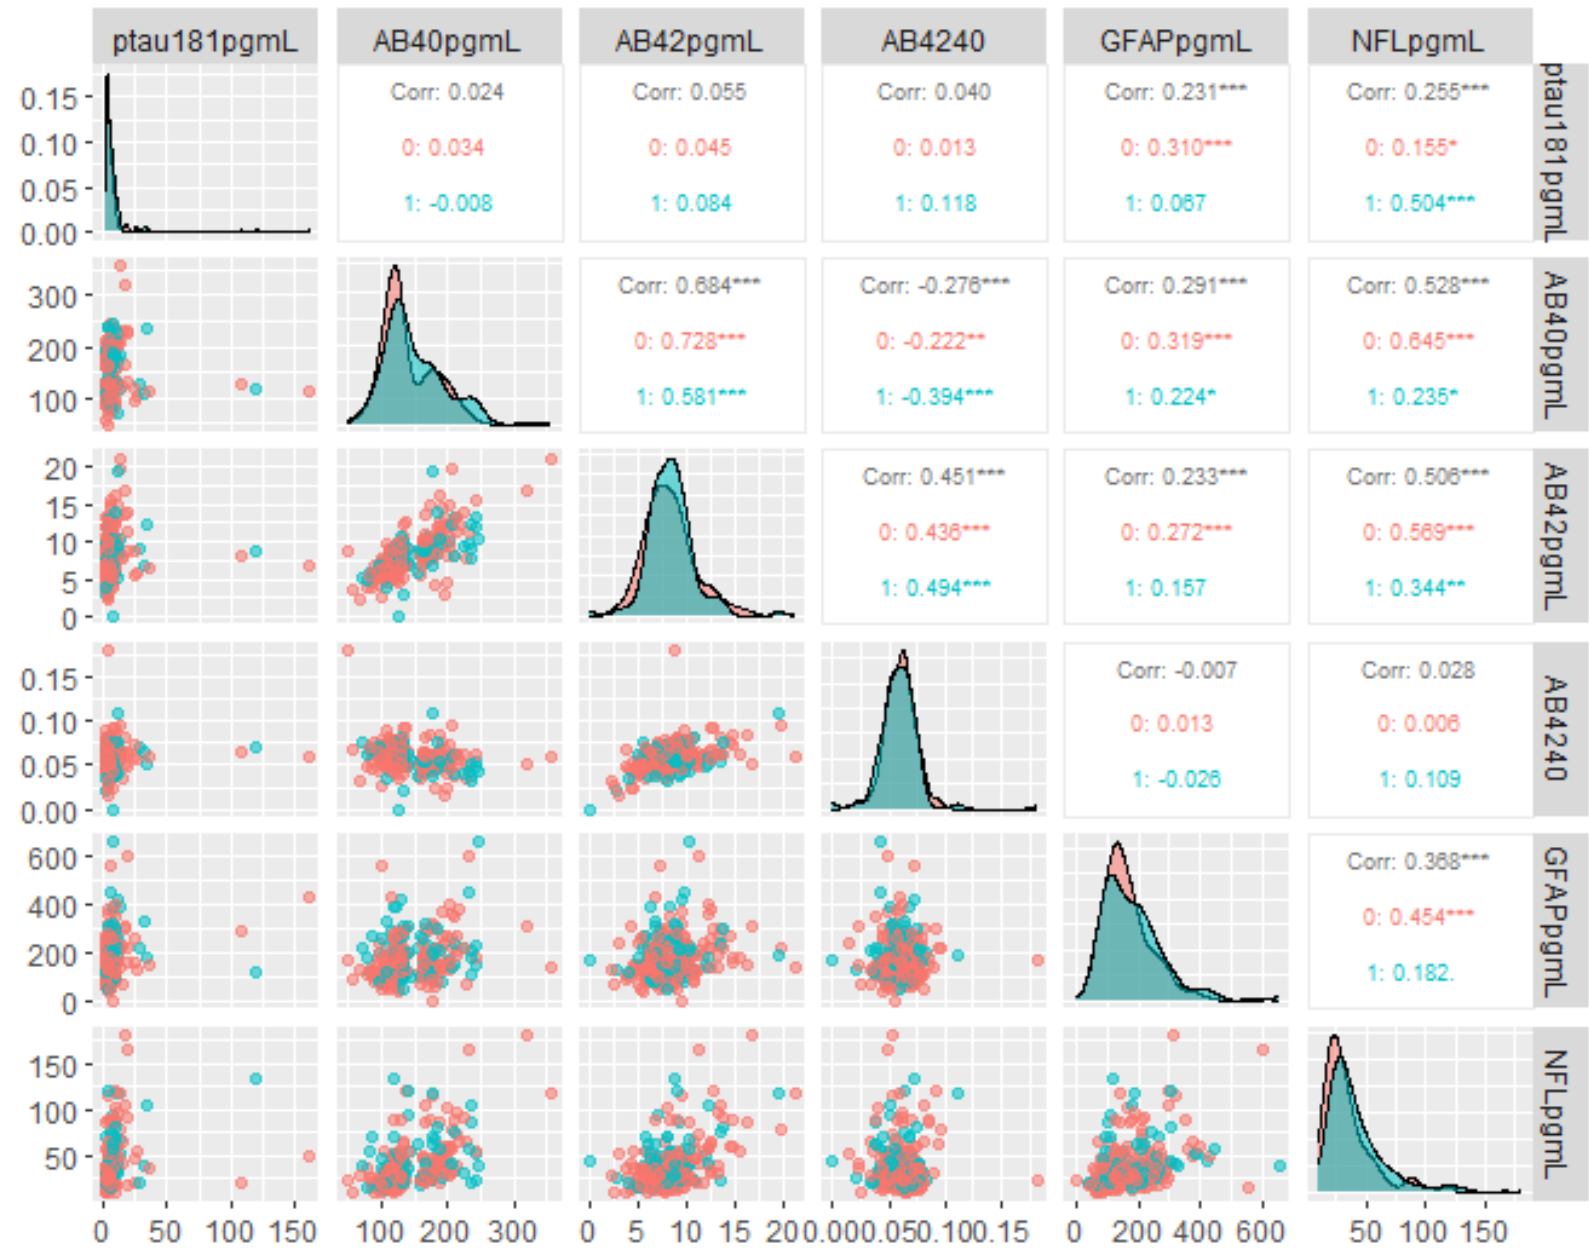 ptau181pgmL AB40pgmL AB42pgmL AB4240 GFAPpgmL NFLpgmL
0.15 Corr: 0.024 Corr: 0.055 Corr: 0.040 Corr: 0.231*** Corr: 0.255***
0.10 0: 0.034 0: 0.045 0: 0.013 0: 0.310*** 0: 0.155*
0.05 1: -0.008 1: 0.084 1: 0.118 1: 0.067 1: 0.504***
0.00
ptau181pgmL
300 Corr: 0.684*** Corr: -0.276*** Corr: 0.291*** Corr: 0.528***
200 0: 0.728*** 0: -0.222** 0: 0.319*** 0: 0.645***
100 1: 0.581*** 1: -0.394*** 1: 0.224* 1: 0.235*
AB40pgmL
20 Corr: 0.451*** Corr: 0.233*** Corr: 0.506***
15
10 0: 0.436*** 0: 0.272*** 0: 0.569***
5 1: 0.494*** 1: 0.157 1: 0.344**
0
AB42pgmL
0.15 Corr: -0.007 Corr: 0.028
0.10 0: 0.013 0: 0.006
0.05 1: -0.026 1: 0.109
0.00
AB4240
600 Corr: 0.368***
400 0: 0.454***
200 1: 0.182.
0
GFAPpgmL
150
100
50
NFLpgmL
0 50 100 150 100 200 300 0 5 10 15 20 0.000 0.050 0.100 0.15 0 200 400 600 50 100 150